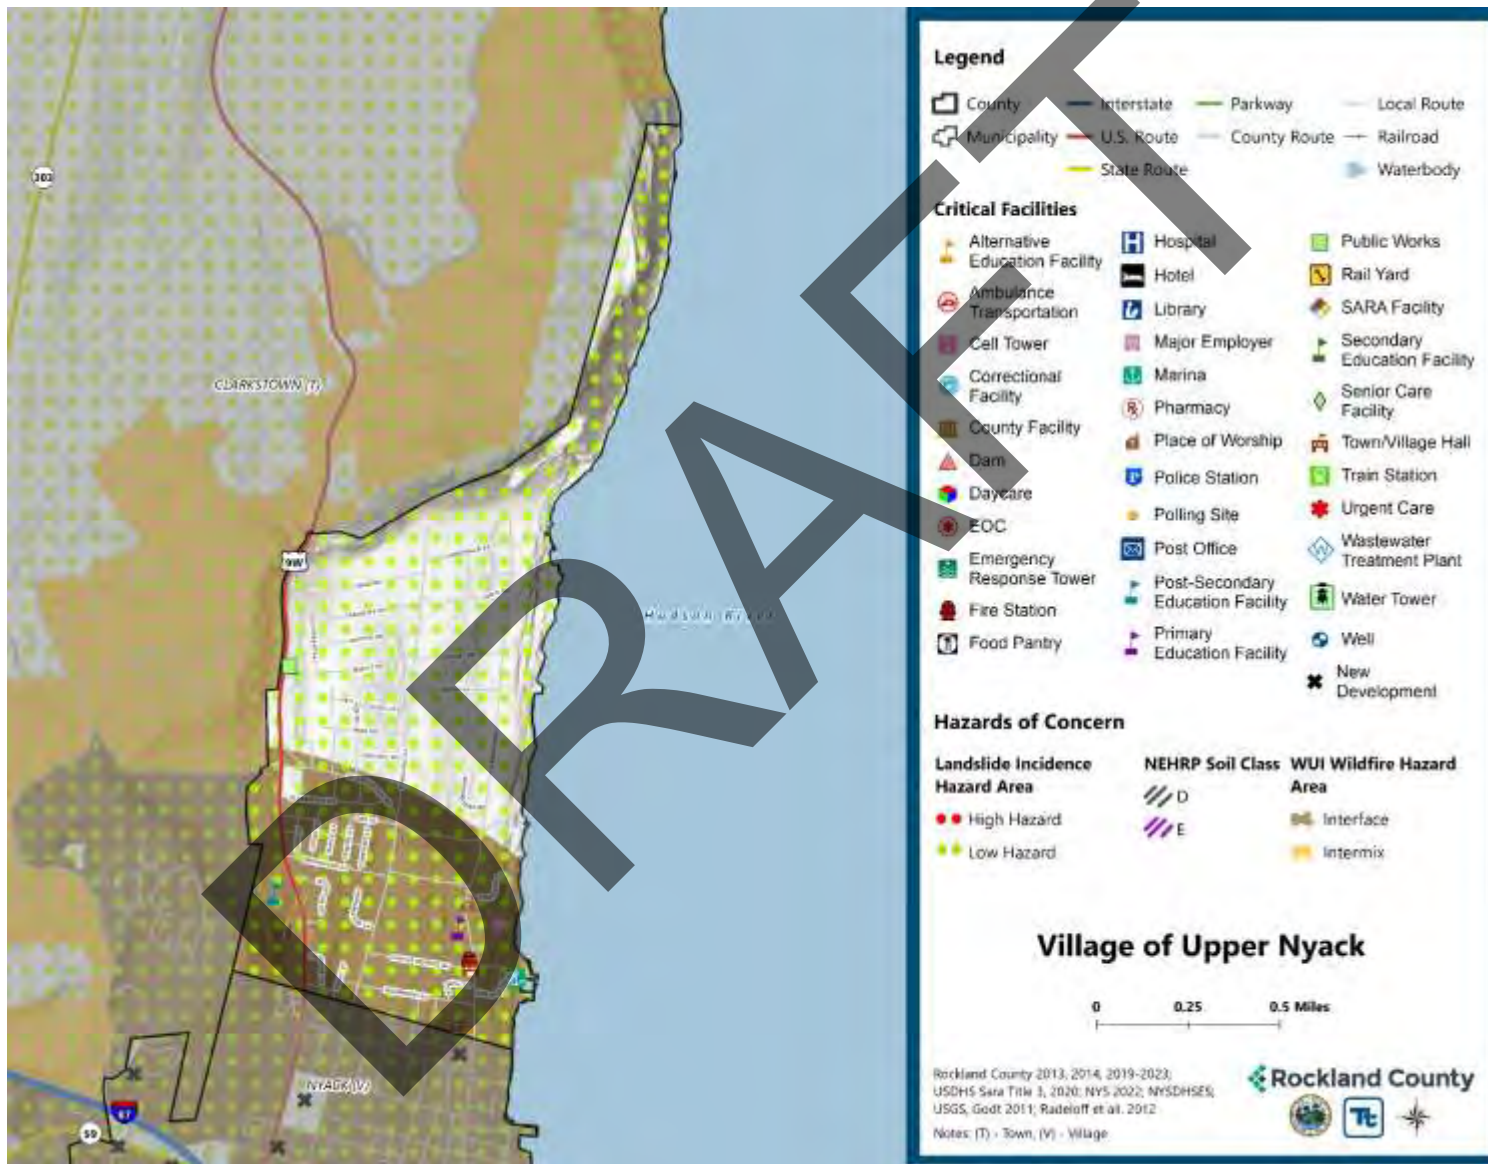 303
CLARKSTOWN (T)
9W
Hudson River
NYACK (V)
87
59
DRAFT
Legend
County
Interstate
Parkway
Local Route
Municipality
U.S. Route
County Route
Railroad
State Route
Waterbody
Critical Facilities
Alternative
Education Facility
Ambulance
Transportation
Cell Tower
Correctional
Facility
County Facility
Dam
Daycare
EOC
Emergency
Response Tower
Fire Station
Food Pantry
Hospital
Hotel
Library
Major Employer
Marina
Pharmacy
Place of Worship
Police Station
Polling Site
Post Office
Post-Secondary
Education Facility
Primary
Education Facility
Public Works
Rail Yard
SARA Facility
Secondary
Education Facility
Senior Care
Facility
Town/Village Hall
Train Station
Urgent Care
Wastewater
Treatment Plant
Water Tower
Well
New
Development
Hazards of Concern
Landslide Incidence
Hazard Area
High Hazard
Low Hazard
NEHRP Soil Class
D
E
WUI Wildfire Hazard
Area
Interface
Intermix
Village of Upper Nyack
0 0.25 0.5 Miles
Rockland County 2013, 2014, 2019-2023;
USDHS Sara Title 3, 2020; NYS 2022; NYSDHSES;
USGS, Godt 2011; Radeloff et al. 2012
Notes: (T) - Town, (V) - Village
Rockland County
Tt